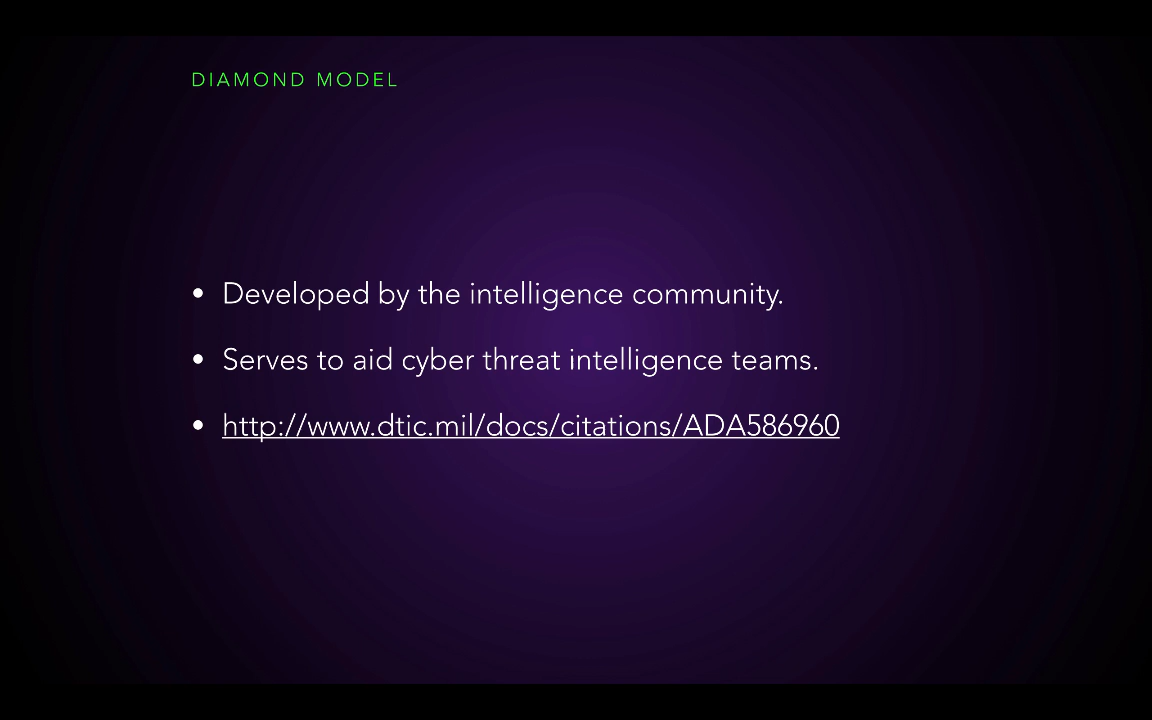 DIAMOND MODEL
• Developed by the intelligence community.
• Serves to aid cyber threat intelligence teams.
• http://www.dtic.mil/docs/citations/ADA586960